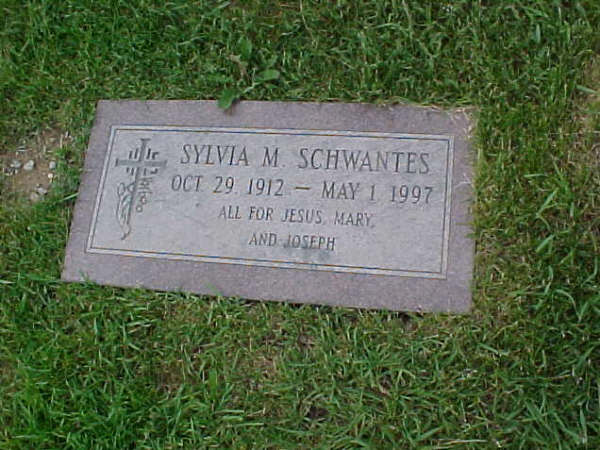 SYLVIA M. SCHWANTES
OCT. 29, 1912 — MAY 1, 1997
ALL FOR JESUS, MARY,
AND JOSEPH